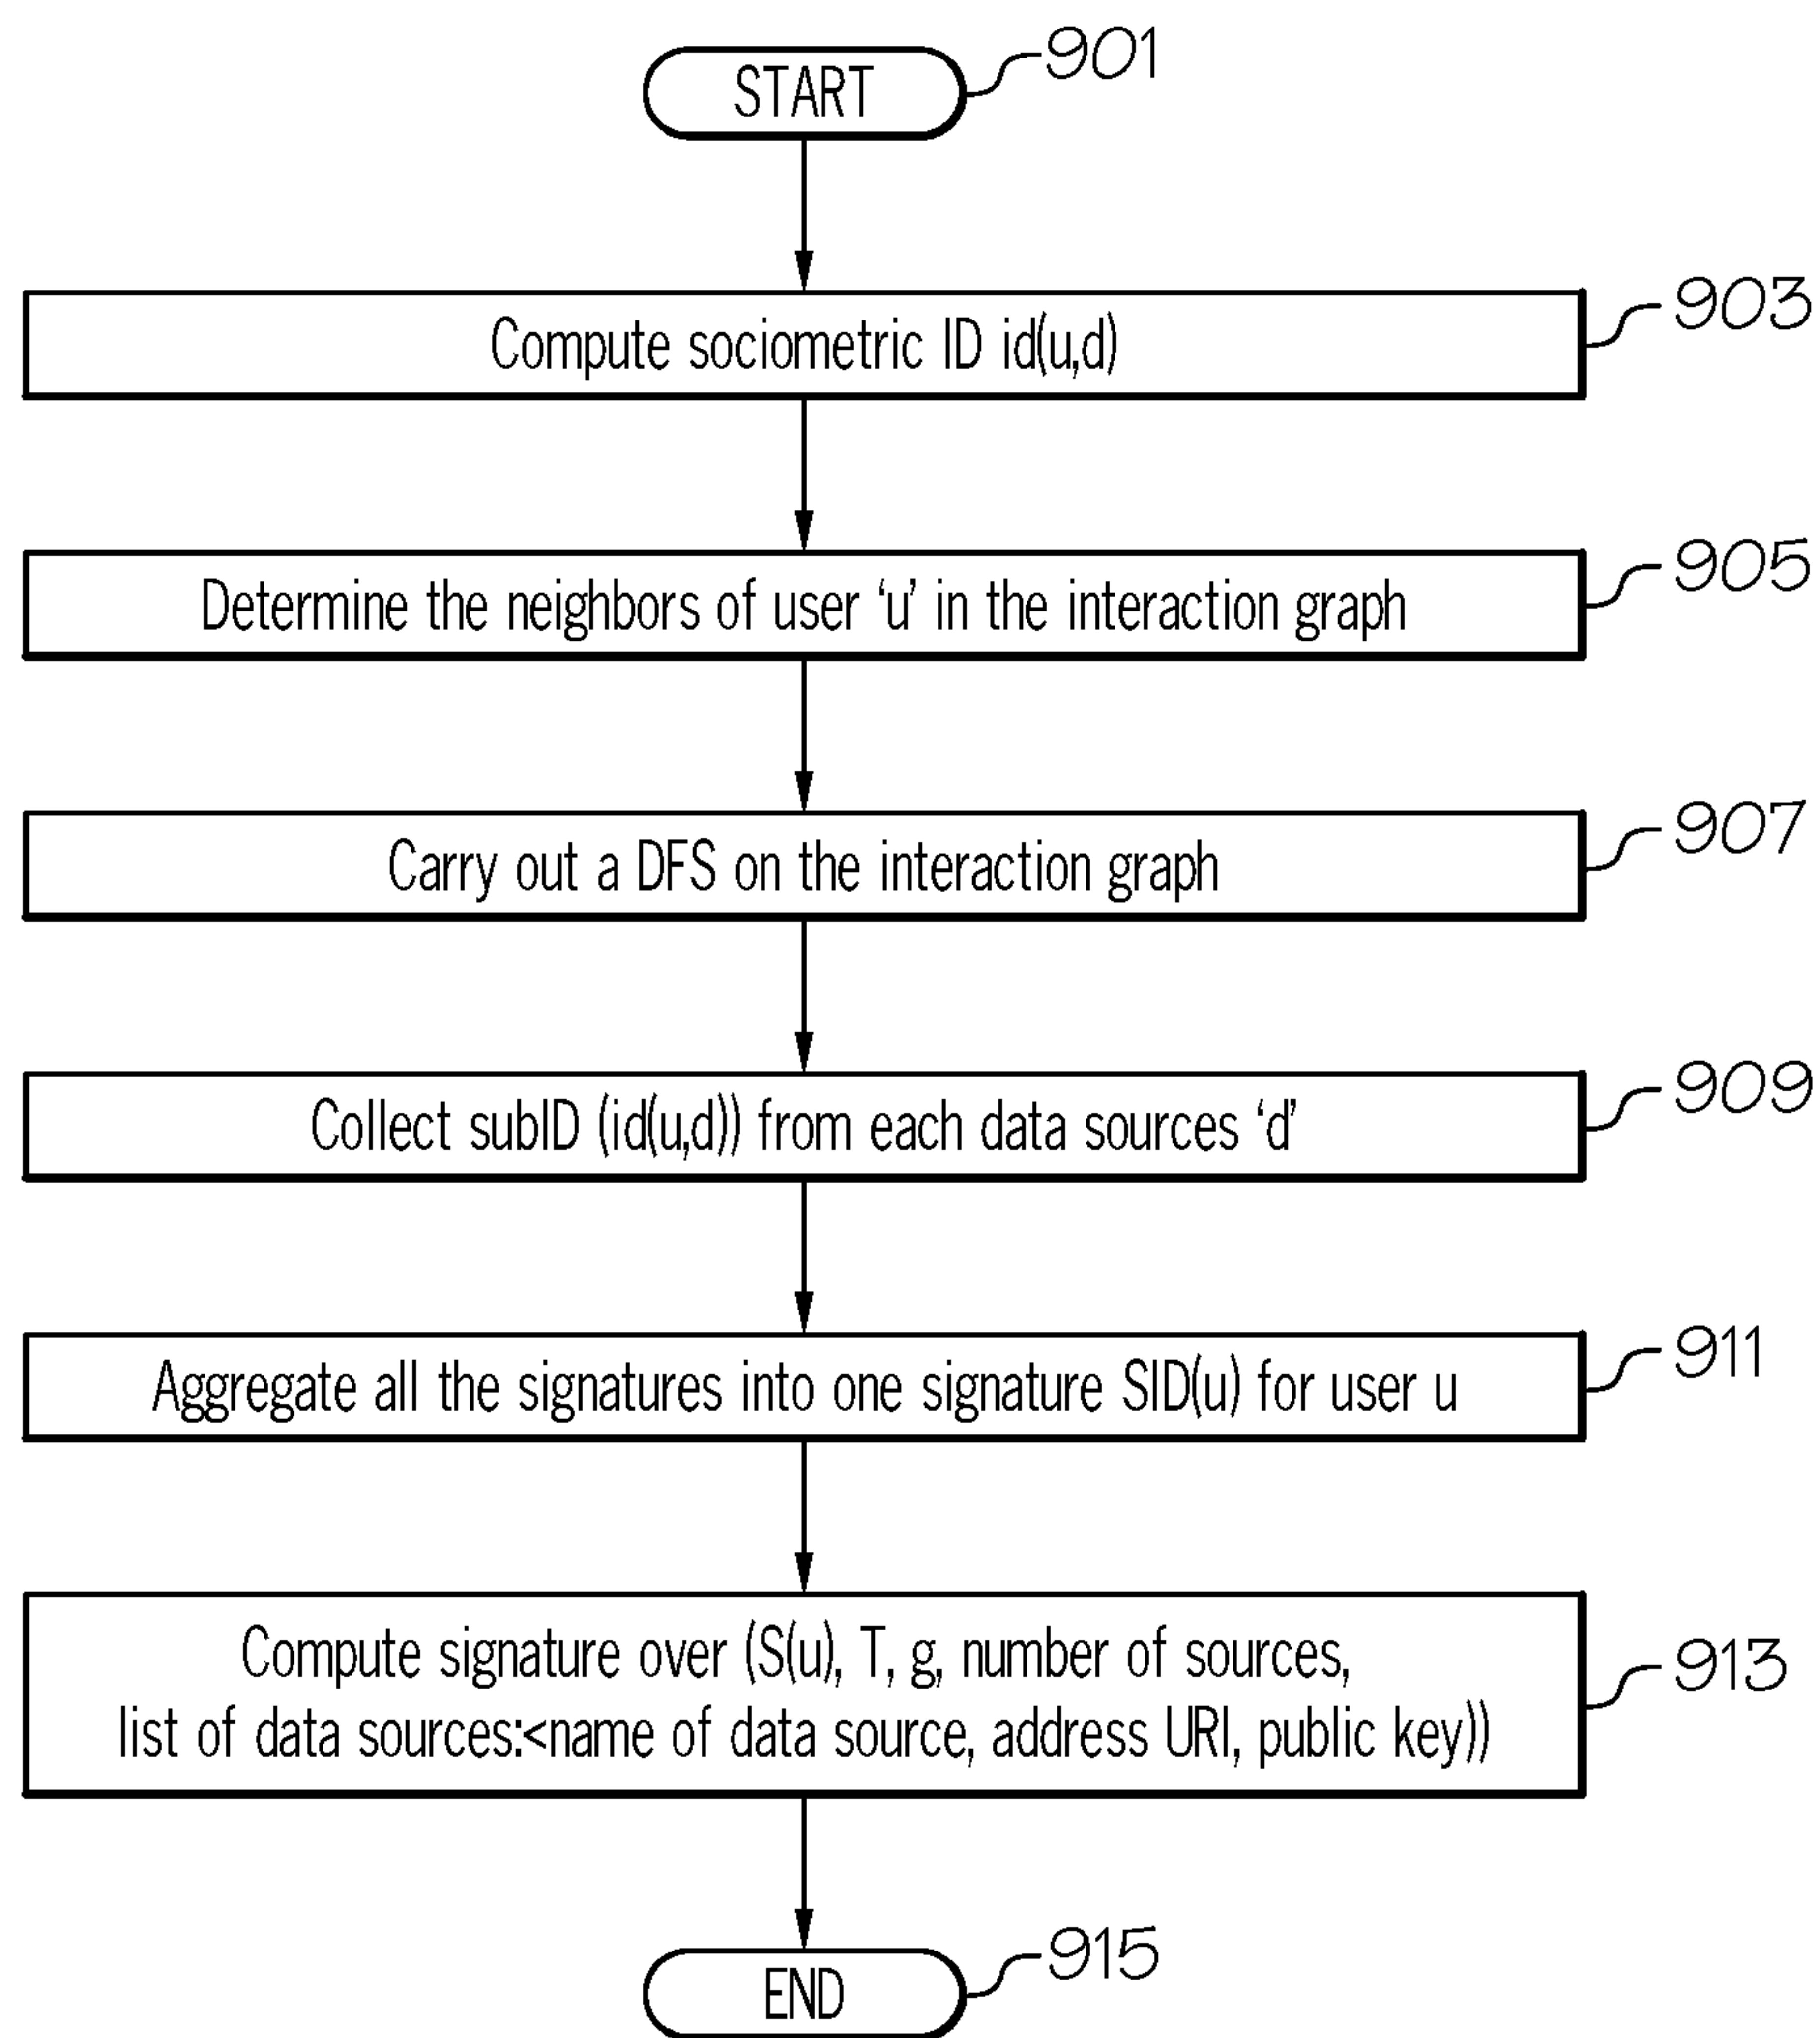 START
901
Compute sociometric ID id(u,d)
903
Determine the neighbors of user ‘u’ in the interaction graph
905
Carry out a DFS on the interaction graph
907
Collect subID (id(u,d)) from each data sources ‘d’
909
Aggregate all the signatures into one signature SID(u) for user u
911
Compute signature over (S(u), T, g, number of sources,
list of data sources:<name of data source, address URI, public key))
913
END
915